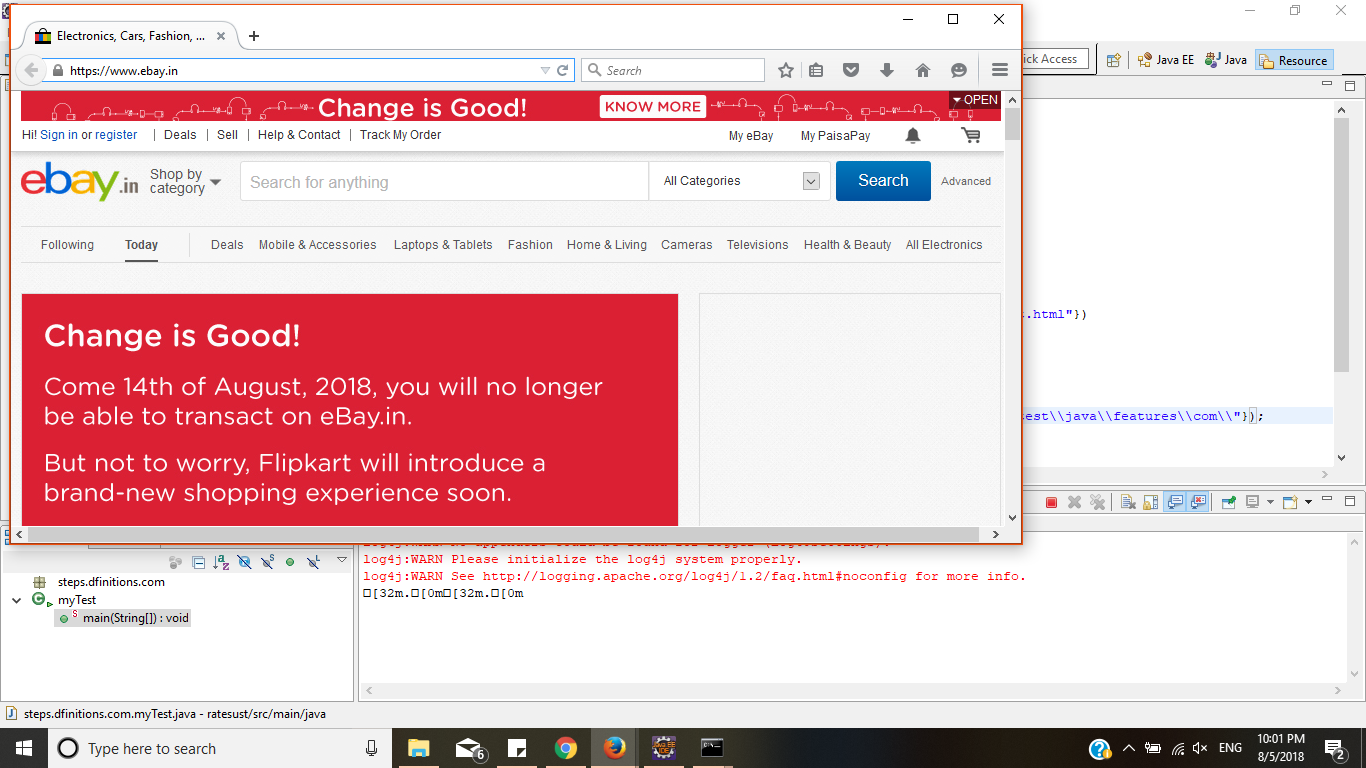 Electronics, Cars, Fashion, ...
https://www.ebay.in
Search
ick Access
Java EE
Java
Resource
Change is Good!
KNOW MORE
OPEN
Hi! Sign in or register
Deals
Sell
Help & Contact
Track My Order
My eBay
My PaisaPay
ebay.in
Shop by
category
Search for anything
All Categories
Search
Advanced
Following
Today
Deals
Mobile & Accessories
Laptops & Tablets
Fashion
Home & Living
Cameras
Televisions
Health & Beauty
All Electronics
Change is Good!
Come 14th of August, 2018, you will no longer
be able to transact on eBay.in.
But not to worry, Flipkart will introduce a
brand-new shopping experience soon.
.html"})
est\\java\\features\\com\\"});
log4j:WARN Please initialize the log4j system properly.
log4j:WARN See http://logging.apache.org/log4j/1.2/faq.html#noconfig for more info.
[32m.[0m[32m.[0m
steps.dfinitions.com
myTest
main(String[]) : void
steps.dfinitions.com.myTest.java - ratesust/src/main/java
Type here to search
6
ENG
10:01 PM
8/5/2018
2